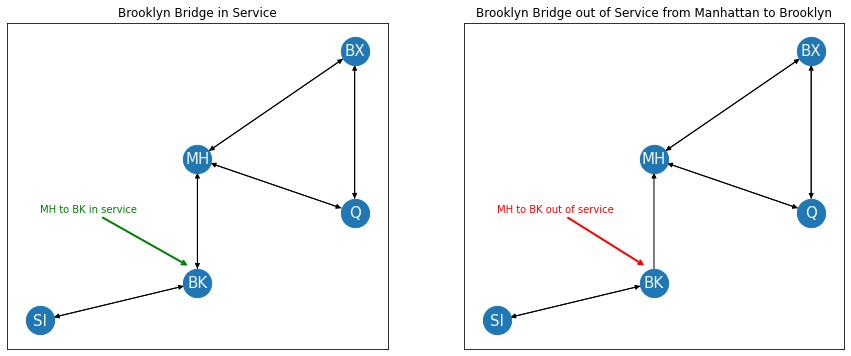 Brooklyn Bridge in Service
BX
MH
MH to BK in service
Q
BK
SI
Brooklyn Bridge out of Service from Manhattan to Brooklyn
BX
MH
MH to BK out of service
Q
BK
SI